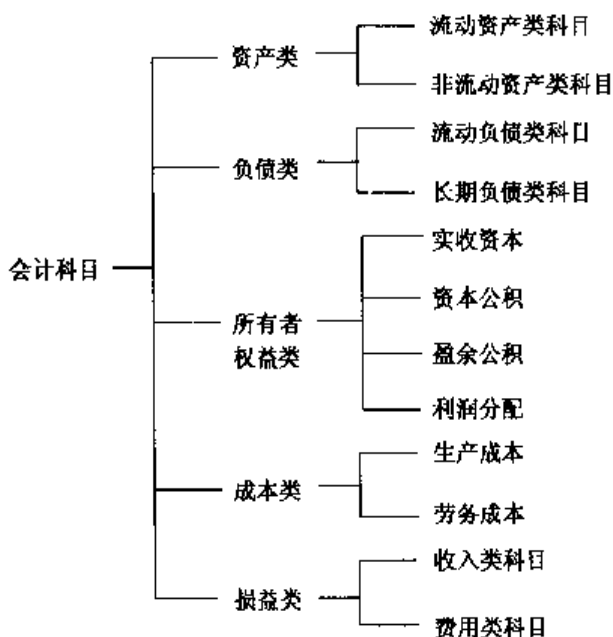 流动资产类科目
资产类
非流动资产类科目
流动负债类科目
负债类
长期负债类科目
会计科目
实收资本
资本公积
所有者
权益类
盈余公积
利润分配
生产成本
成本类
劳务成本
收入类科目
损益类
费用类科目